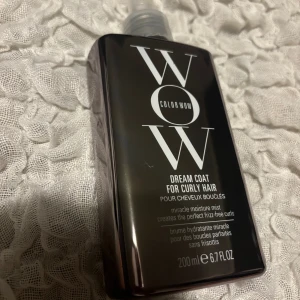 WOW
COLOR WOW
DREAM COAT
FOR CURLY HAIR
POUR CHEVEUX BOUCLÉS
miracle moisture mist
creates the perfect frizz-free curls
brume hydratante miracle
pour des boucles parfaites
sans frisottis
200 ml e 6.7 FL OZ